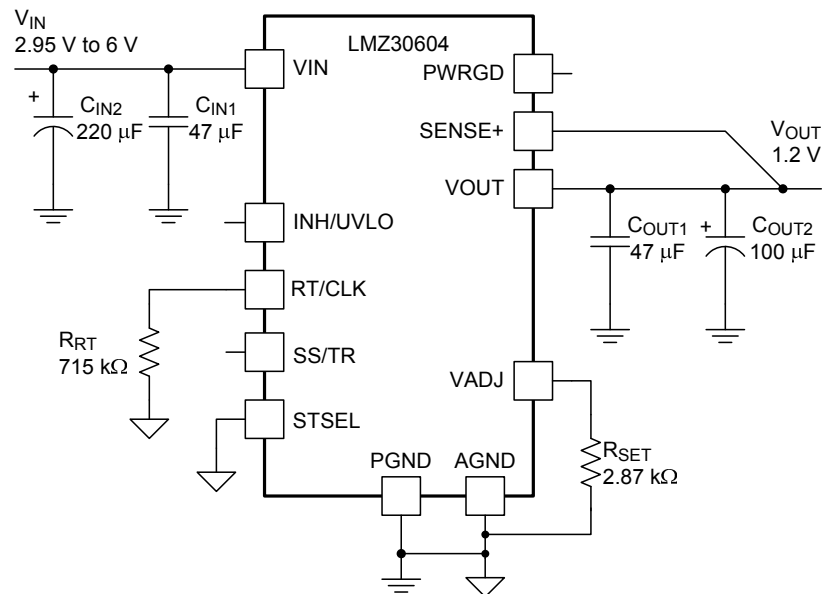 VIN
2.95 V to 6 V
LMZ30604
VIN
PWRGD
CIN2
220 μF
CIN1
47 μF
SENSE+
VOUT
1.2 V
VOUT
INH/UVLO
COUT1
47 μF
COUT2
100 μF
RT/CLK
RRT
715 kΩ
SS/TR
VADJ
STSEL
PGND
AGND
RSET
2.87 kΩ
+
+